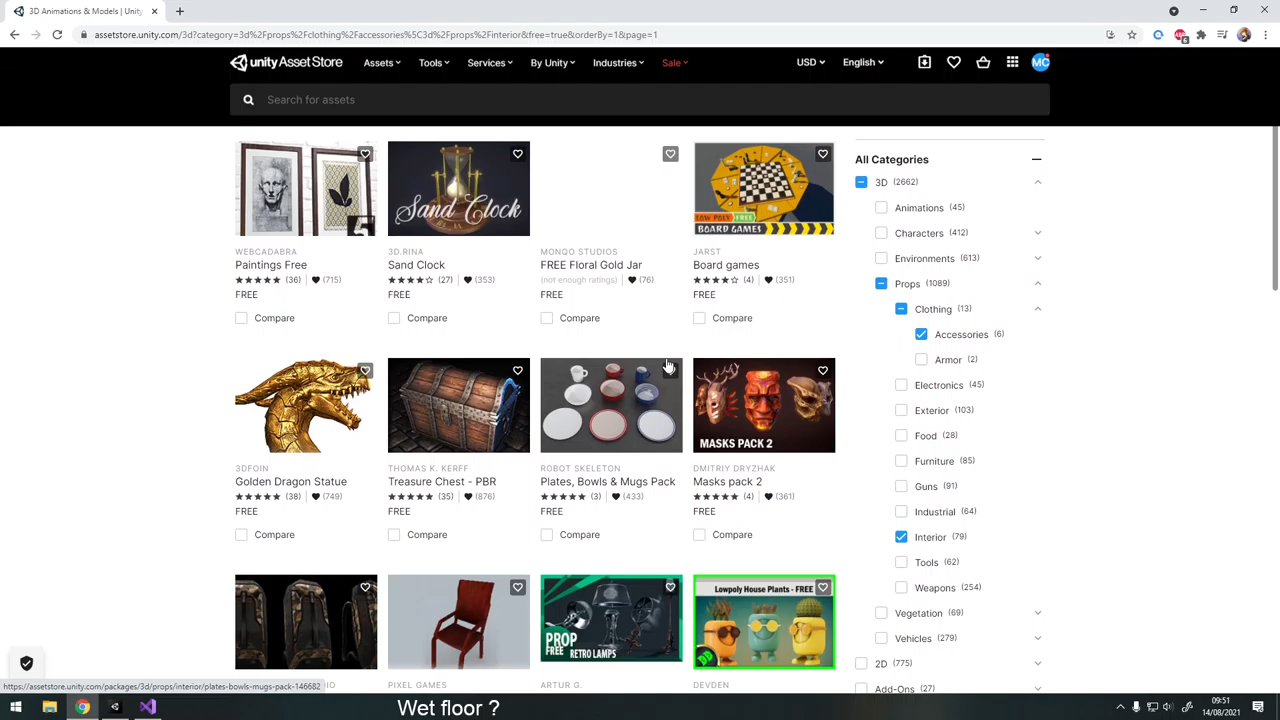 3D Animations & Models | Unity
assetstore.unity.com/3d?category=3d%2Fprops%2Fclothing%2Faccessories%5C3d%2Fprops%2Finterior&free=true&orderBy=1&page=1
6
unity Asset Store
Assets
Tools
Services
By Unity
Industries
Sale
USD
English
MC
Search for assets
Sand Clock
LOW POLY FREE
BOARD GAMES
WEBCADABRA
3D.RINA
MONQO STUDIOS
JARST
Paintings Free
Sand Clock
FREE Floral Gold Jar
Board games
(36) (715)
(27) (353)
(not enough ratings) (76)
(4) (351)
FREE
FREE
FREE
FREE
Compare
Compare
Compare
Compare
MASKS PACK 2
3DFOIN
THOMAS K. KERFF
ROBOT SKELETON
DMITRIY DRYZHAK
Golden Dragon Statue
Treasure Chest - PBR
Plates, Bowls & Mugs Pack
Masks pack 2
(38) (749)
(35) (876)
(3) (433)
(4) (361)
FREE
FREE
FREE
FREE
Compare
Compare
Compare
Compare
PROP
FREE RETRO LAMPS
Lowpoly House Plants - FREE
PIXEL GAMES
ARTUR G.
DEVDEN
All Categories
3D (2662)
Animations (45)
Characters (412)
Environments (613)
Props (1089)
Clothing (13)
Accessories (6)
Armor (2)
Electronics (45)
Exterior (103)
Food (28)
Furniture (85)
Guns (91)
Industrial (64)
Interior (79)
Tools (62)
Weapons (254)
Vegetation (69)
Vehicles (279)
2D (775)
Add-Ons (27)
https://assetstore.unity.com/packages/3d/props/interior/plates-bowls-mugs-pack-146682
Wet floor ?
09:51
14/08/2021